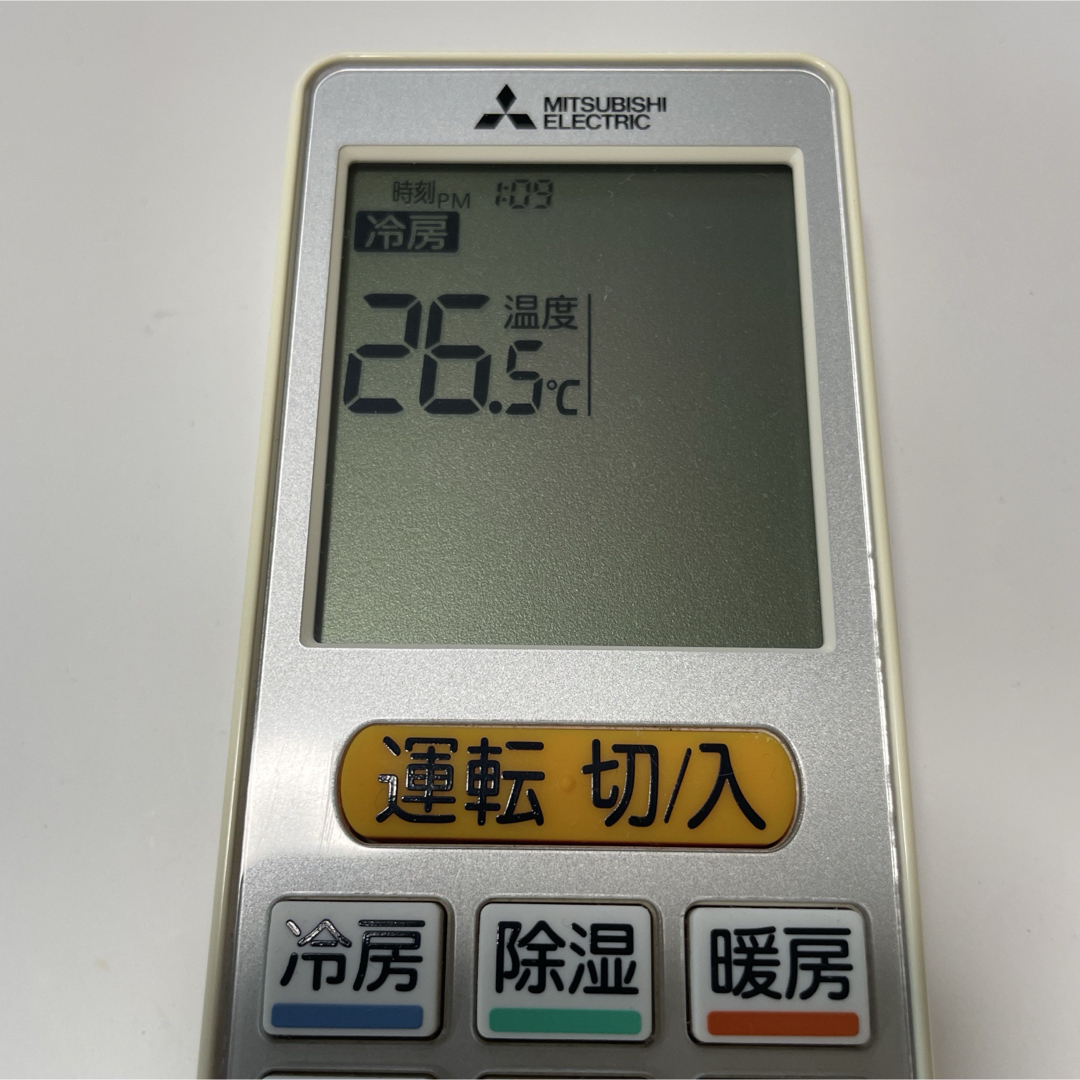 MITSUBISHI
ELECTRIC
時刻PM 1:09
冷房
温度
26.5℃
運転 切/入
冷房 除湿 暖房